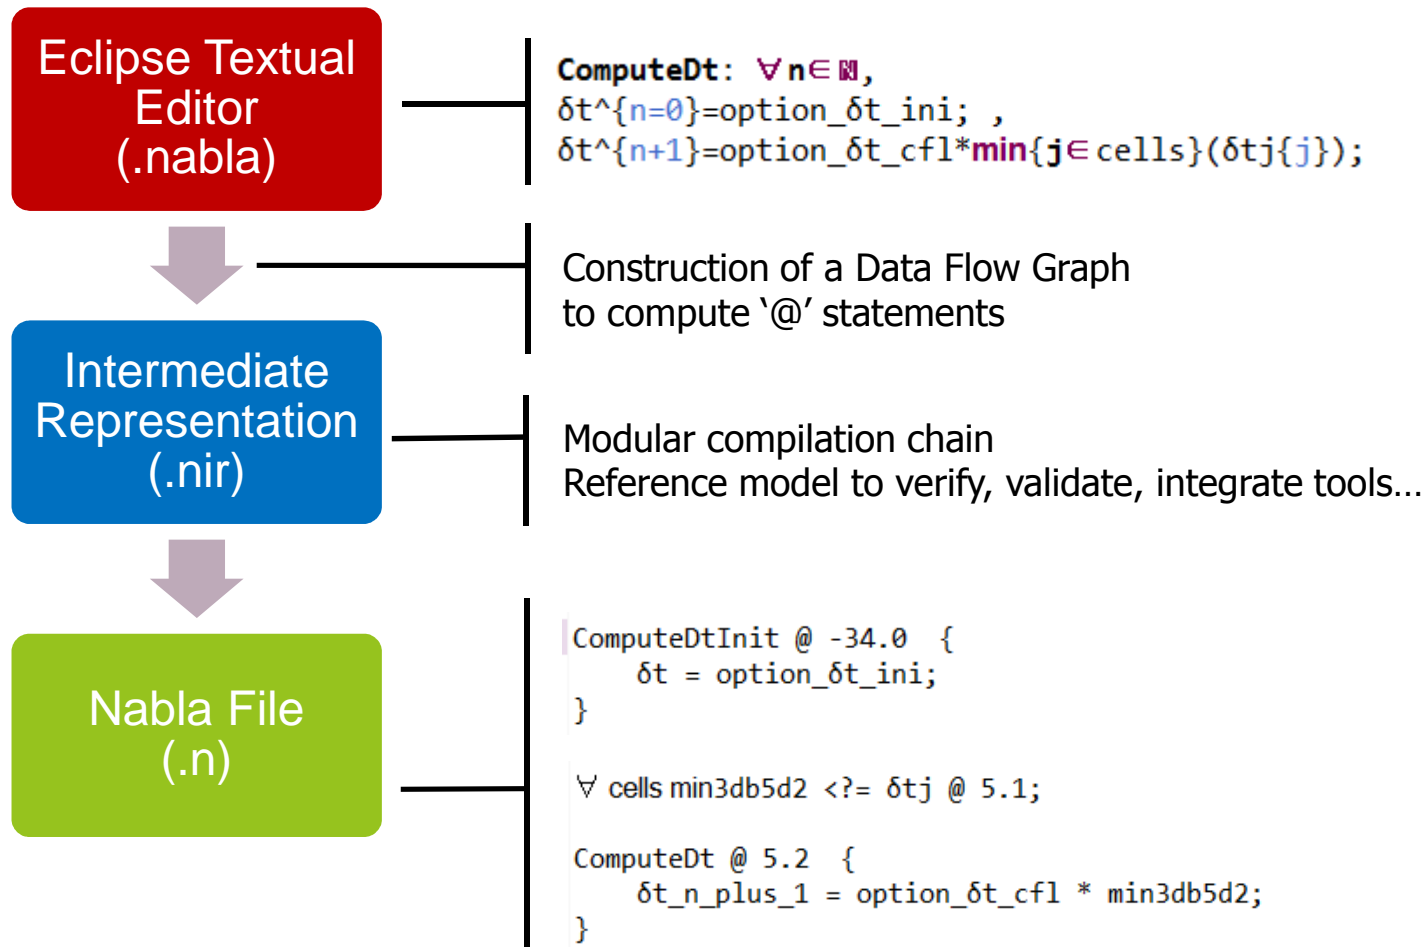 Eclipse Textual
Editor
(.nabla)
ComputeDt: ∀n∈ℕ,
δt^{n=0}=option_δt_ini; ,
δt^{n+1}=option_δt_cfl*min{j∈cells}(δtj{j});
Construction of a Data Flow Graph
to compute ‘@’ statements
Intermediate
Representation
(.nir)
Modular compilation chain
Reference model to verify, validate, integrate tools…
Nabla File
(.n)
ComputeDtInit @ -34.0  {
δt = option_δt_ini;
}
∀ cells min3db5d2 <?= δtj @ 5.1;
ComputeDt @ 5.2  {
δt_n_plus_1 = option_δt_cfl * min3db5d2;
}